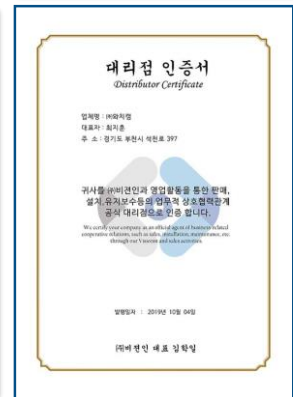 대리점 인증서
Distributor Certificate
업체명 : ㈜와지컴
대표자 : 최지훈
주 소 : 경기도 부천시 석천로 397
귀사를 ㈜비젼인과 영업활동을 통한 판매,
설치,유지보수등의 업무적 상호협력관계
공식 대리점으로 인증 합니다.
We certify your company as an official agent of business-related
cooperative relations, such as sales, installation, maintenance, etc.
through our Visionin and sales activities.
발행일자 : 2019년 10월 04일
㈜비젼인 대표 김학일